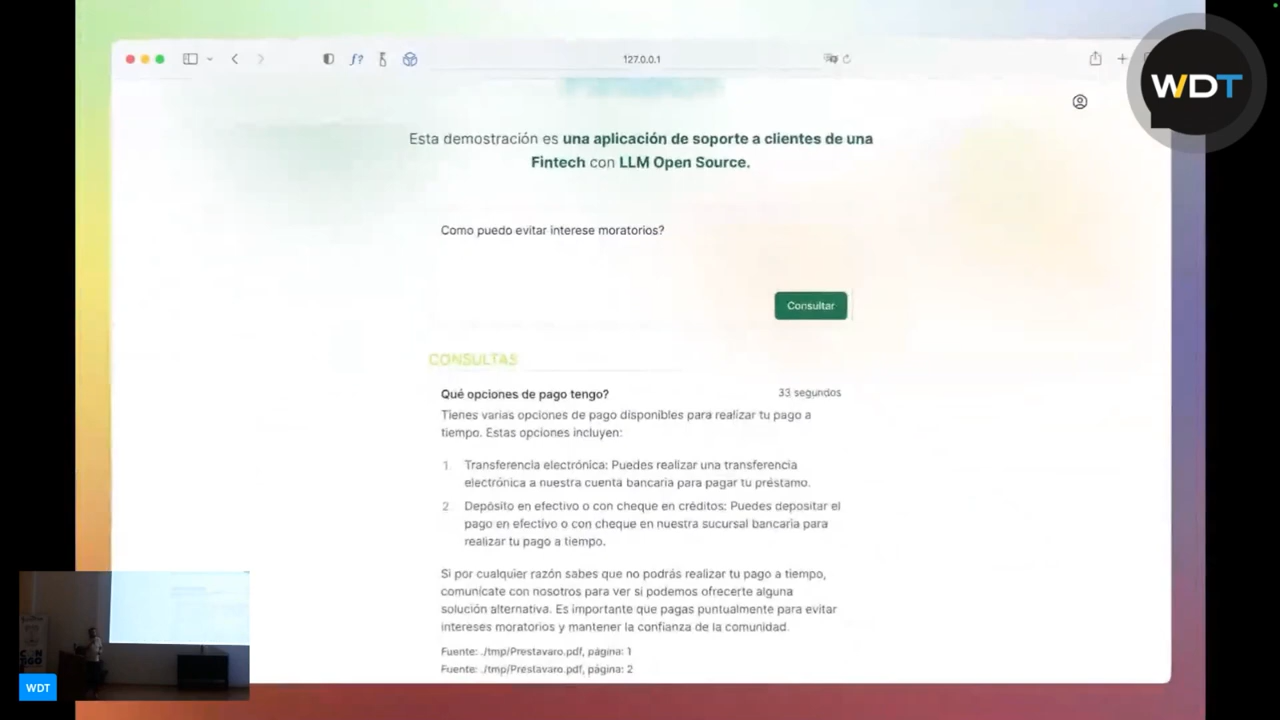 127.0.0.1
WDT
Esta demostración es una aplicación de soporte a clientes de una
Fintech con LLM Open Source.
Como puedo evitar interese moratorios?
Consultar
CONSULTAS
Qué opciones de pago tengo?
33 segundos
Tienes varias opciones de pago disponibles para realizar tu pago a
tiempo. Estas opciones incluyen:
1. Transferencia electrónica: Puedes realizar una transferencia
electrónica a nuestra cuenta bancaria para pagar tu préstamo.
2. Depósito en efectivo o con cheque en créditos: Puedes depositar el
pago en efectivo o con cheque en nuestra sucursal bancaria para
realizar tu pago a tiempo.
Si por cualquier razón sabes que no podrás realizar tu pago a tiempo,
comunícate con nosotros para ver si podemos ofrecerte alguna
solución alternativa. Es importante que pagas puntualmente para evitar
intereses moratorios y mantener la confianza de la comunidad.
Fuente: ./tmp/Prestavaro.pdf, página: 1
Fuente: ./tmp/Prestavaro.pdf, página: 2
WDT